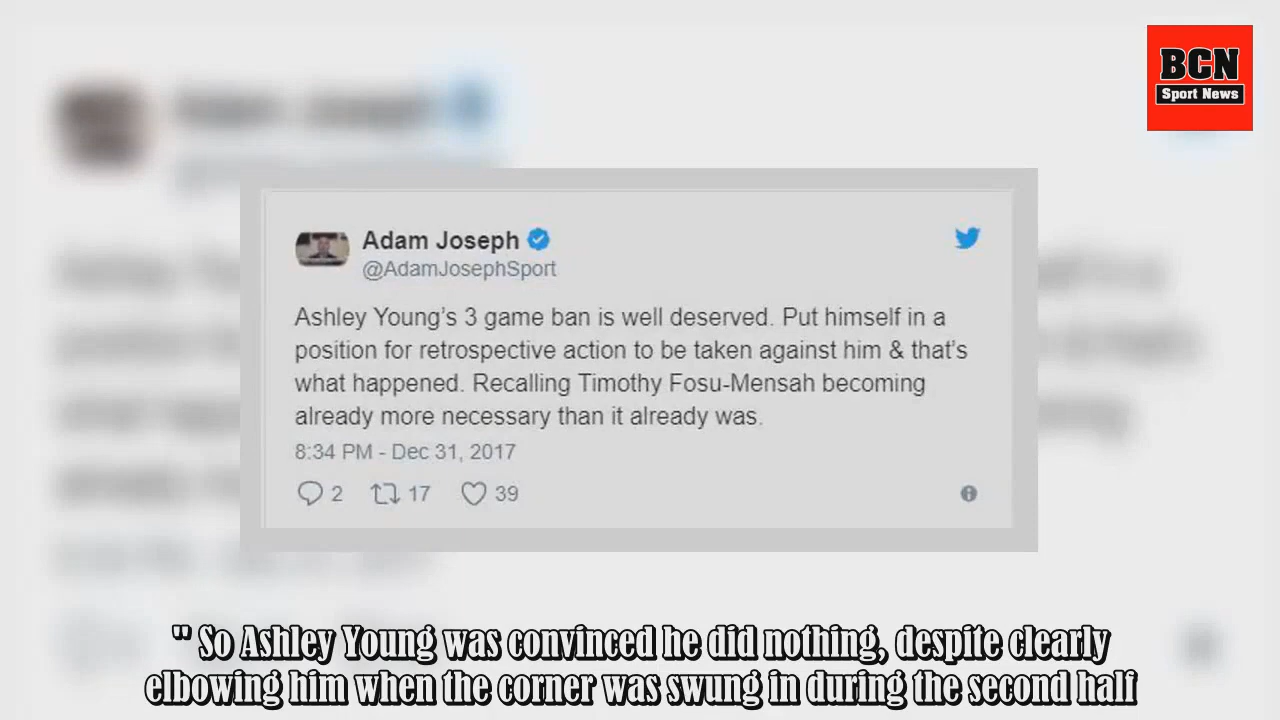 BCN
Sport News
Adam Joseph
@AdamJosephSport
Ashley Young's 3 game ban is well deserved. Put himself in a
position for retrospective action to be taken against him & that's
what happened. Recalling Timothy Fosu-Mensah becoming
already more necessary than it already was.
8:34 PM - Dec 31, 2017
2 17 39
" So Ashley Young was convinced he did nothing, despite clearly
elbowing him when the corner was swung in during the second half